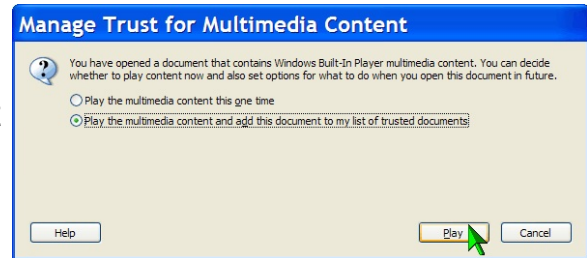 Manage Trust for Multimedia Content
You have opened a document that contains Windows Built-In Player multimedia content. You can decide
whether to play content now and also set options for what to do when you open this document in future.
Play the multimedia content this one time
Play the multimedia content and add this document to my list of trusted documents
Help Play Cancel